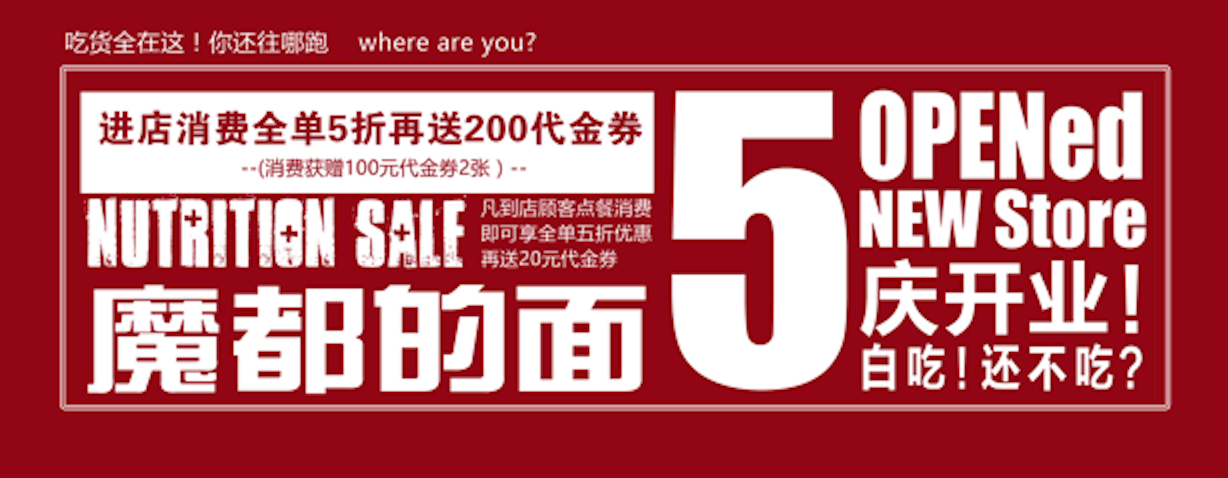 吃货全在这！你还往哪跑 where are you?
进店消费全单5折再送200代金券
--(消费获赠100元代金券2张）--
NUTRITION SALE
凡到店顾客点餐消费
即可享全单五折优惠
再送20元代金券
魔都的面
5
OPENed
NEW Store
庆开业！
白吃！还不吃？